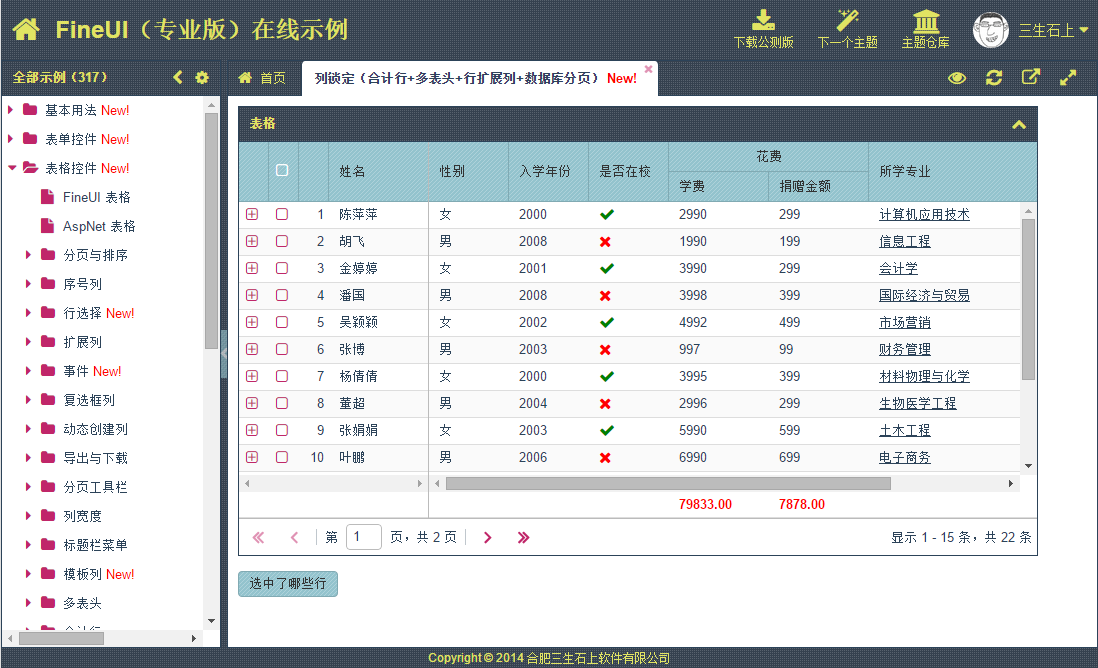 FineUI（专业版）在线示例
下载公测版 下一个主题 主题仓库 三生石上
全部示例（317）
首页 列锁定（合计行+多表头+行扩展列+数据库分页） New!
基本用法 New!
表单控件 New!
表格控件 New!
FineUI 表格
AspNet 表格
分页与排序
序号列
行选择 New!
扩展列
事件 New!
复选框列
动态创建列
导出与下载
分页工具栏
列宽度
标题栏菜单
模板列 New!
多表头
合计行
表格
姓名 性别 入学年份 是否在校 花费 所学专业
学费 捐赠金额
1 陈萍萍 女 2000 2990 299 计算机应用技术
2 胡飞 男 2008 1990 199 信息工程
3 金婷婷 女 2001 3990 299 会计学
4 潘国 男 2008 3998 399 国际经济与贸易
5 吴颖颖 女 2002 4992 499 市场营销
6 张博 男 2003 997 99 财务管理
7 杨倩倩 女 2000 3995 399 材料物理与化学
8 董超 男 2004 2996 299 生物医学工程
9 张娟娟 女 2003 5990 599 土木工程
10 叶鹏 男 2006 6990 699 电子商务
79833.00 7878.00
第 1 页，共 2 页 显示 1 - 15 条，共 22 条
选中了哪些行
Copyright © 2014 合肥三生石上软件有限公司